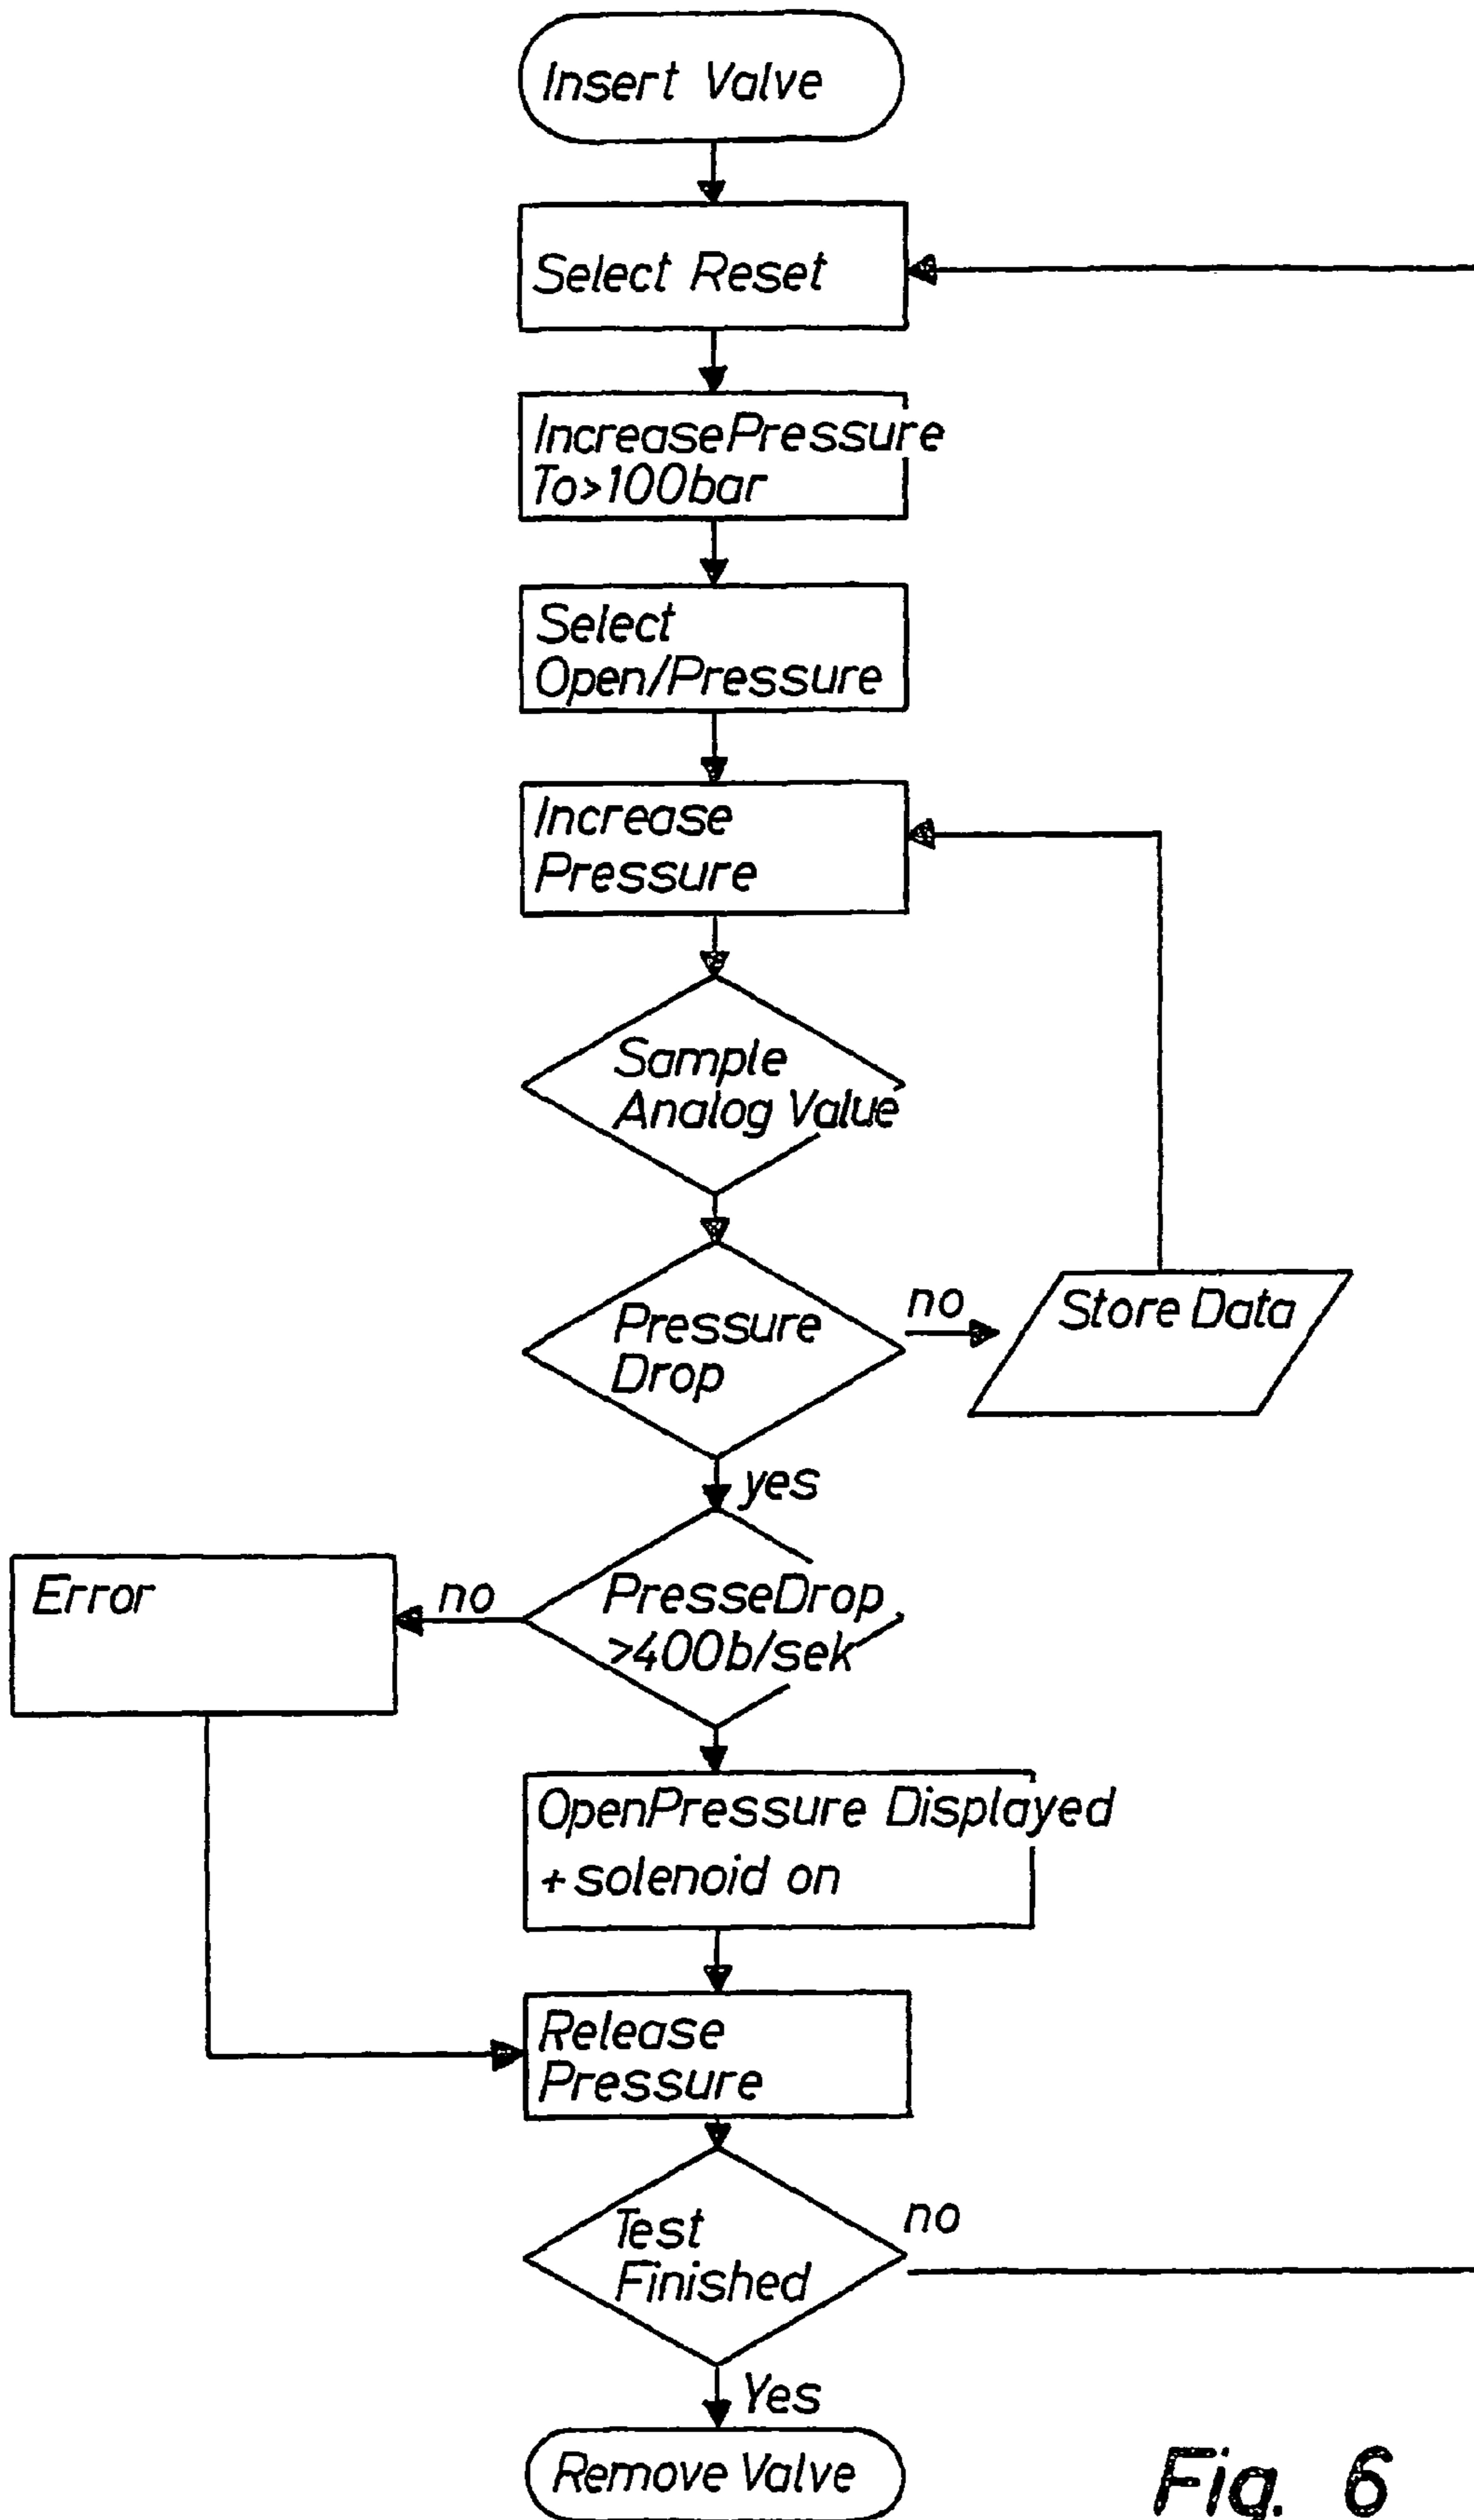 Insert Valve
Select Reset
IncreasePressure
To>100bar
Select
Open/Pressure
Increase
Pressure
Sample
Analog Value
Pressure
Drop
no
Store Data
yes
Error
no
PresseDrop
>400b/sek
OpenPressure Displayed
+solenoid on
Release
Pressure
Test
Finished
no
Yes
Remove Valve
Fig. 6